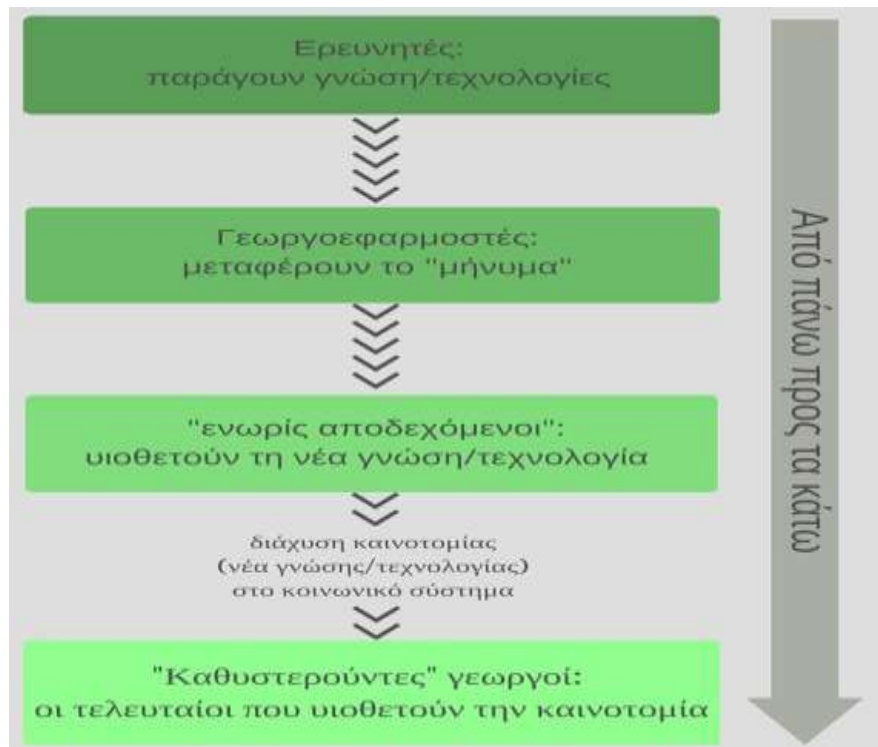 Ερευνητές:
παράγουν γνώση/τεχνολογίες
Γεωργοεφαρμοστές:
μεταφέρουν το "μήνυμα"
"ενωρίς αποδεχόμενοι":
υιοθετούν τη νέα γνώση/τεχνολογία
διάχυση καινοτομίας
(νέα γνώσης/τεχνολογίας)
στο κοινωνικό σύστημα
"Καθυστερούντες" γεωργοί:
οι τελευταίοι που υιοθετούν την καινοτομία
Από πάνω προς τα κάτω